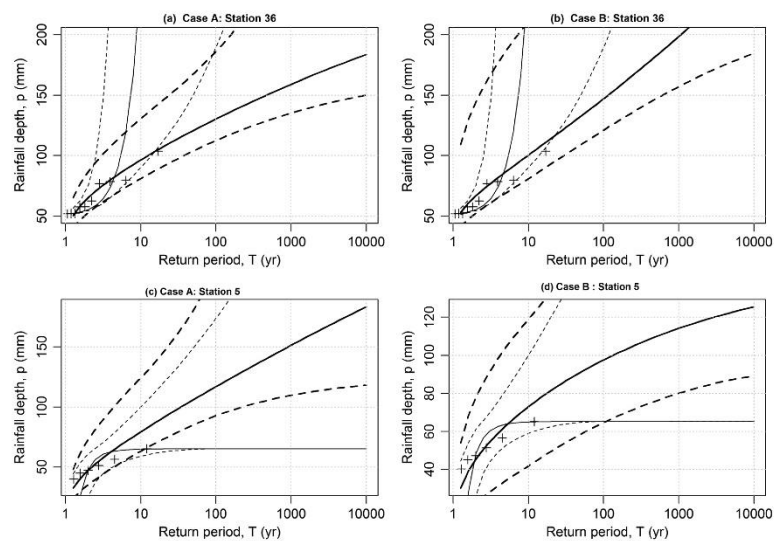 (a) Case A: Station 36
Rainfall depth, p (mm)
200
150
100
50
1 10 100 1000 10000
Return period, T (yr)
(b) Case B: Station 36
Rainfall depth, p (mm)
200
150
100
50
1 10 100 1000 10000
Return period, T (yr)
(c) Case A: Station 5
Rainfall depth, p (mm)
150
100
50
1 10 100 1000 10000
Return period, T (yr)
(d) Case B : Station 5
Rainfall depth, p (mm)
120
100
80
60
40
1 10 100 1000 10000
Return period, T (yr)